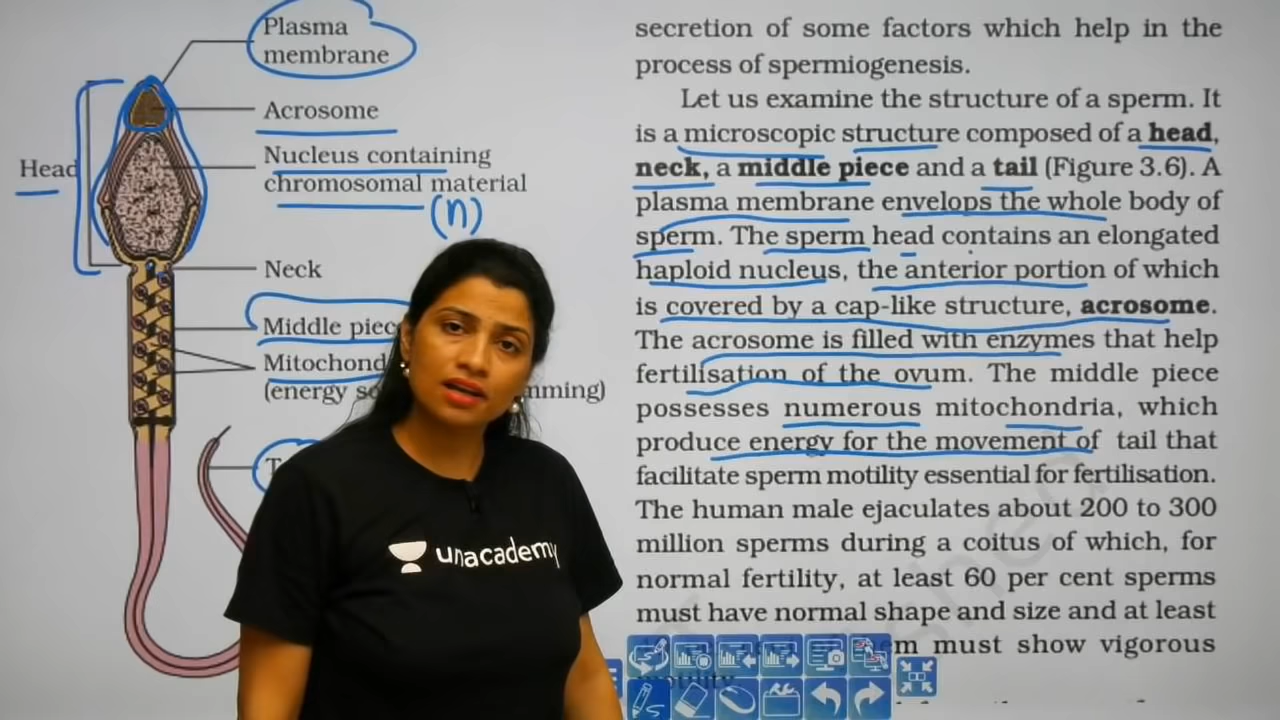 Plasma
membrane
Acrosome
Nucleus containing
chromosomal material
(n)
Head
Neck
Middle piec
Mitochond
(energy so mming)
T
secretion of some factors which help in the
process of spermiogenesis.
Let us examine the structure of a sperm. It
is a microscopic structure composed of a head,
neck, a middle piece and a tail (Figure 3.6). A
plasma membrane envelops the whole body of
sperm. The sperm head contains an elongated
haploid nucleus, the anterior portion of which
is covered by a cap-like structure, acrosome.
The acrosome is filled with enzymes that help
fertilisation of the ovum. The middle piece
possesses numerous mitochondria, which
produce energy for the movement of tail that
facilitate sperm motility essential for fertilisation.
The human male ejaculates about 200 to 300
million sperms during a coitus of which, for
normal fertility, at least 60 per cent sperms
must have normal shape and size and at least
em must show vigorous
unacademy